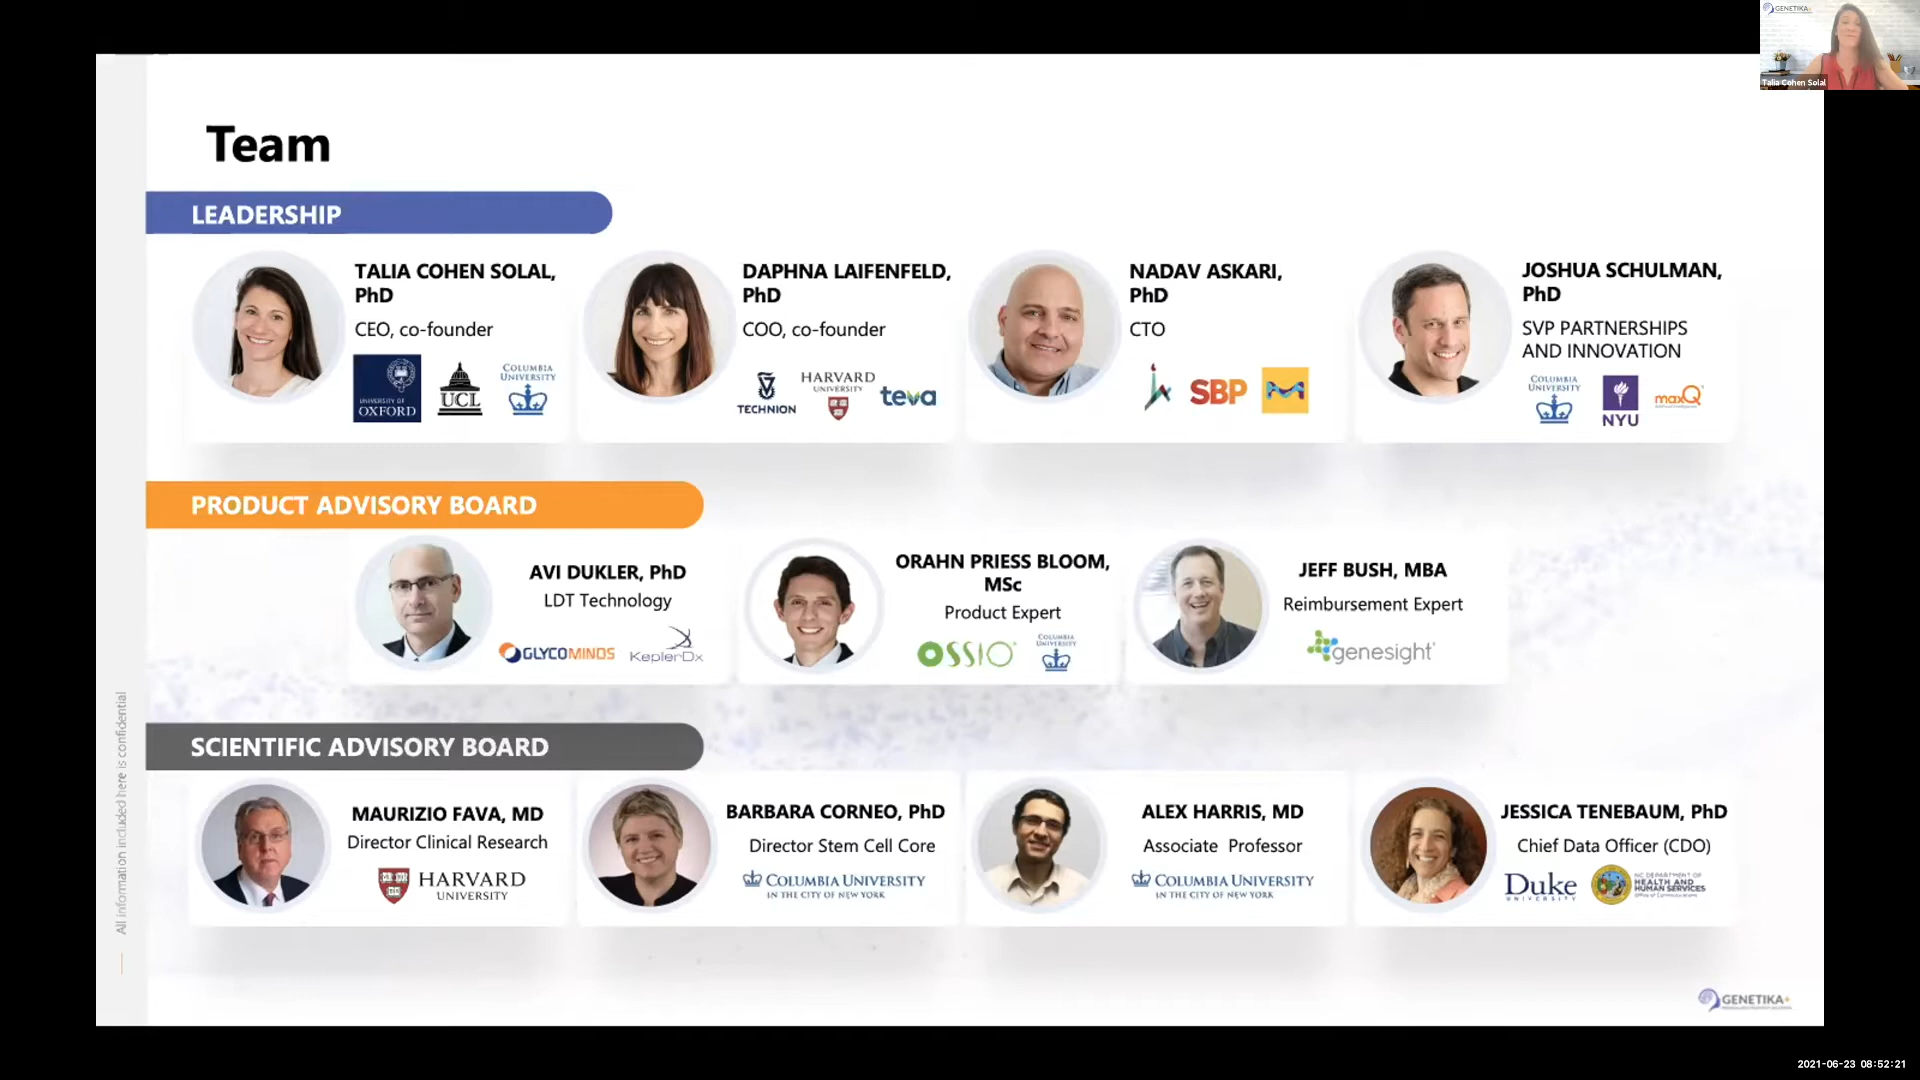 GENETIKA+
Talia Cohen Solal
Team
LEADERSHIP
TALIA COHEN SOLAL,
PhD
CEO, co-founder
UNIVERSITY OF
OXFORD
UCL
COLUMBIA
UNIVERSITY
DAPHNA LAIFENFELD,
PhD
COO, co-founder
TECHNION
HARVARD
UNIVERSITY
teva
NADAV ASKARI,
PhD
CTO
SBP
JOSHUA SCHULMAN,
PhD
SVP PARTNERSHIPS
AND INNOVATION
COLUMBIA
UNIVERSITY
NYU
maxQ
PRODUCT ADVISORY BOARD
AVI DUKLER, PhD
LDT Technology
GLYCOMINDS
KeplerDx
ORAHN PRIESS BLOOM,
MSc
Product Expert
OSSIO
COLUMBIA
UNIVERSITY
JEFF BUSH, MBA
Reimbursement Expert
genesight
SCIENTIFIC ADVISORY BOARD
MAURIZIO FAVA, MD
Director Clinical Research
HARVARD
UNIVERSITY
BARBARA CORNEO, PhD
Director Stem Cell Core
COLUMBIA UNIVERSITY
IN THE CITY OF NEW YORK
ALEX HARRIS, MD
Associate Professor
COLUMBIA UNIVERSITY
IN THE CITY OF NEW YORK
JESSICA TENEBAUM, PhD
Chief Data Officer (CDO)
Duke
UNIVERSITY
NC DEPARTMENT OF
HEALTH AND
HUMAN SERVICES
All information included here is confidential
GENETIKA+
2021-06-23 08:52:21